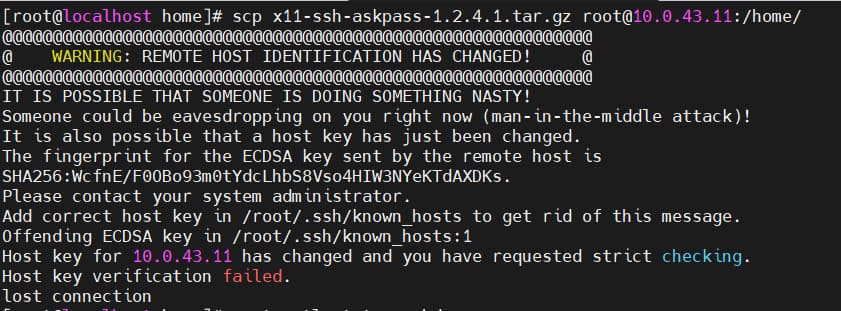 [root@localhost home]# scp x11-ssh-askpass-1.2.4.1.tar.gz root@10.0.43.11:/home/
@@@@@@@@@@@@@@@@@@@@@@@@@@@@@@@@@@@@@@@@@@@@@@@@@@@@@@@@@@@
@    WARNING: REMOTE HOST IDENTIFICATION HAS CHANGED!     @
@@@@@@@@@@@@@@@@@@@@@@@@@@@@@@@@@@@@@@@@@@@@@@@@@@@@@@@@@@@
IT IS POSSIBLE THAT SOMEONE IS DOING SOMETHING NASTY!
Someone could be eavesdropping on you right now (man-in-the-middle attack)!
It is also possible that a host key has just been changed.
The fingerprint for the ECDSA key sent by the remote host is
SHA256:WcfnE/F0OBo93m0tYdcLhbS8Vso4HIW3NYeKTdAXDKs.
Please contact your system administrator.
Add correct host key in /root/.ssh/known_hosts to get rid of this message.
Offending ECDSA key in /root/.ssh/known_hosts:1
Host key for 10.0.43.11 has changed and you have requested strict checking.
Host key verification failed.
lost connection